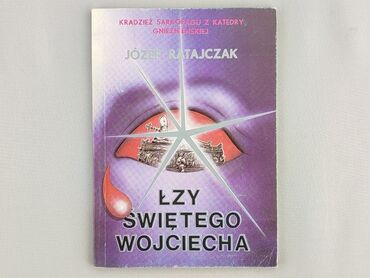 KRADZIEŻ SARKOFAGU Z KATEDRY
GNIEŹNIEŃSKIEJ
JÓZEF RATAJCZAK
ŁZY
ŚWIĘTEGO
WOJCIECHA